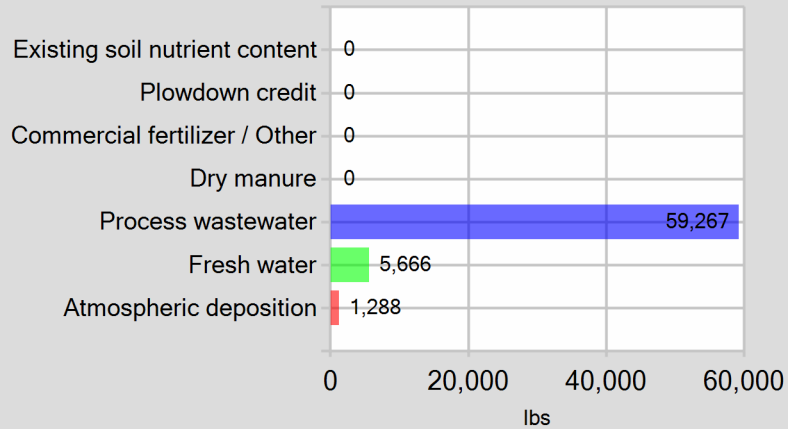 Existing soil nutrient content 0
Plowdown credit 0
Commercial fertilizer / Other 0
Dry manure 0
Process wastewater 59,267
Fresh water 5,666
Atmospheric deposition 1,288
0 20,000 40,000 60,000
lbs